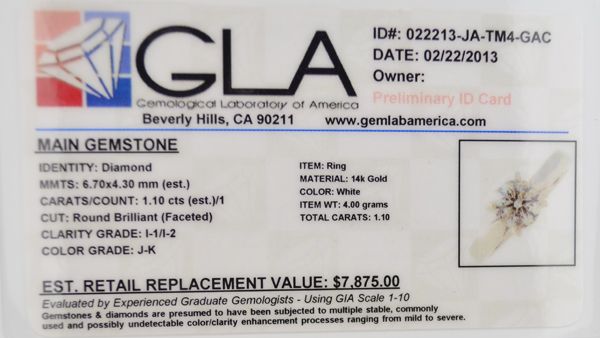 GLA
Gemological Laboratory of America
Beverly Hills, CA 90211 www.gemlabamerica.com
ID#: 022213-JA-TM4-GAC
DATE: 02/22/2013
Owner:
Preliminary ID Card
MAIN GEMSTONE
IDENTITY: Diamond
MMTS: 6.70x4.30 mm (est.)
CARATS/COUNT: 1.10 cts (est.)/1
CUT: Round Brilliant (Faceted)
CLARITY GRADE: I-1/I-2
COLOR GRADE: J-K
ITEM: Ring
MATERIAL: 14k Gold
COLOR: White
ITEM WT: 4.00 grams
TOTAL CARATS: 1.10
EST. RETAIL REPLACEMENT VALUE: $7,875.00
Evaluated by Experienced Graduate Gemologists - Using GIA Scale 1-10
Gemstones & diamonds are presumed to have been subjected to multiple stable, commonly
used and possibly undetectable color/clarity enhancement processes ranging from mild to severe.